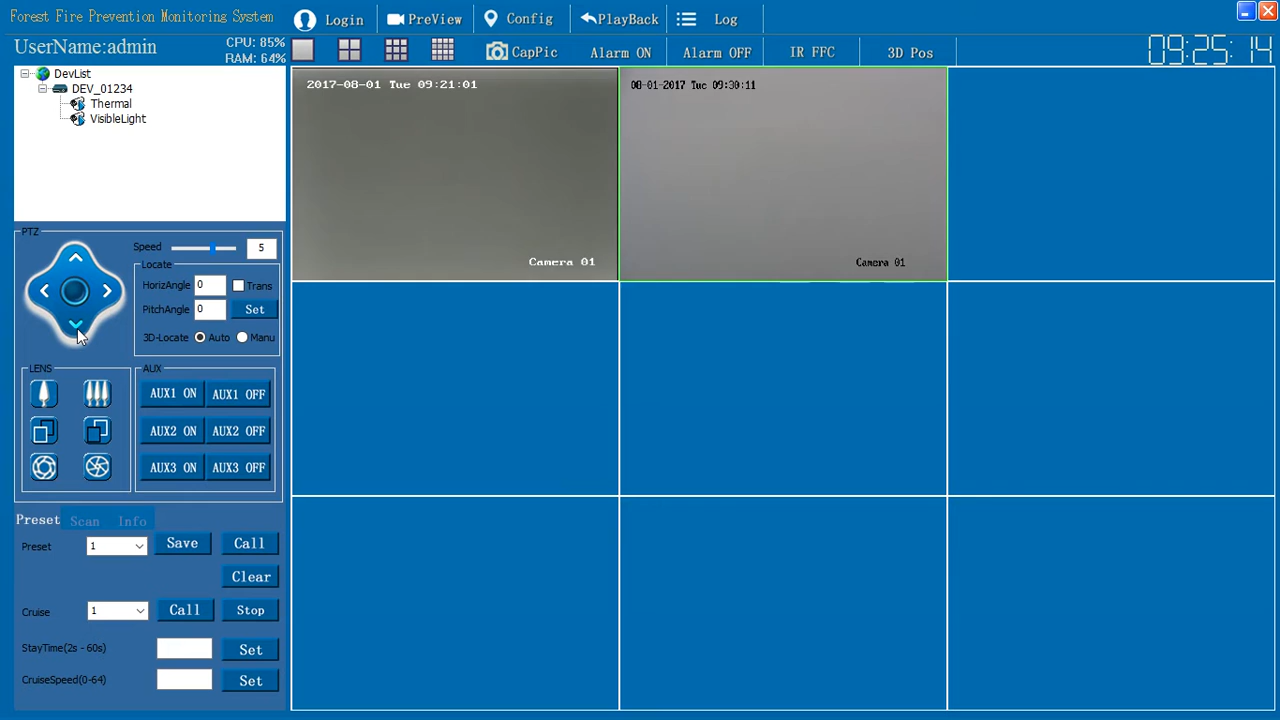 Forest Fire Prevention Monitoring System
Login
PreView
Config
PlayBack
Log
UserName:admin
CPU: 85%
RAM: 64%
CapPic
Alarm ON
Alarm OFF
IR FFC
3D Pos
09:25:14
DevList
DEV_01234
Thermal
VisibleLight
2017-08-01 Tue 09:21:01
Camera 01
08-01-2017 Tue 09:30:11
Camera 01
PTZ
Speed
5
Locate
HorizAngle 0
Trans
PitchAngle 0
Set
3D-Locate
Auto
Manu
LENS
AUX
AUX1 ON
AUX1 OFF
AUX2 ON
AUX2 OFF
AUX3 ON
AUX3 OFF
Preset
Scan
Info
Preset
1
Save
Call
Clear
Cruise
1
Call
Stop
StayTime(2s - 60s)
Set
CruiseSpeed(0-64)
Set